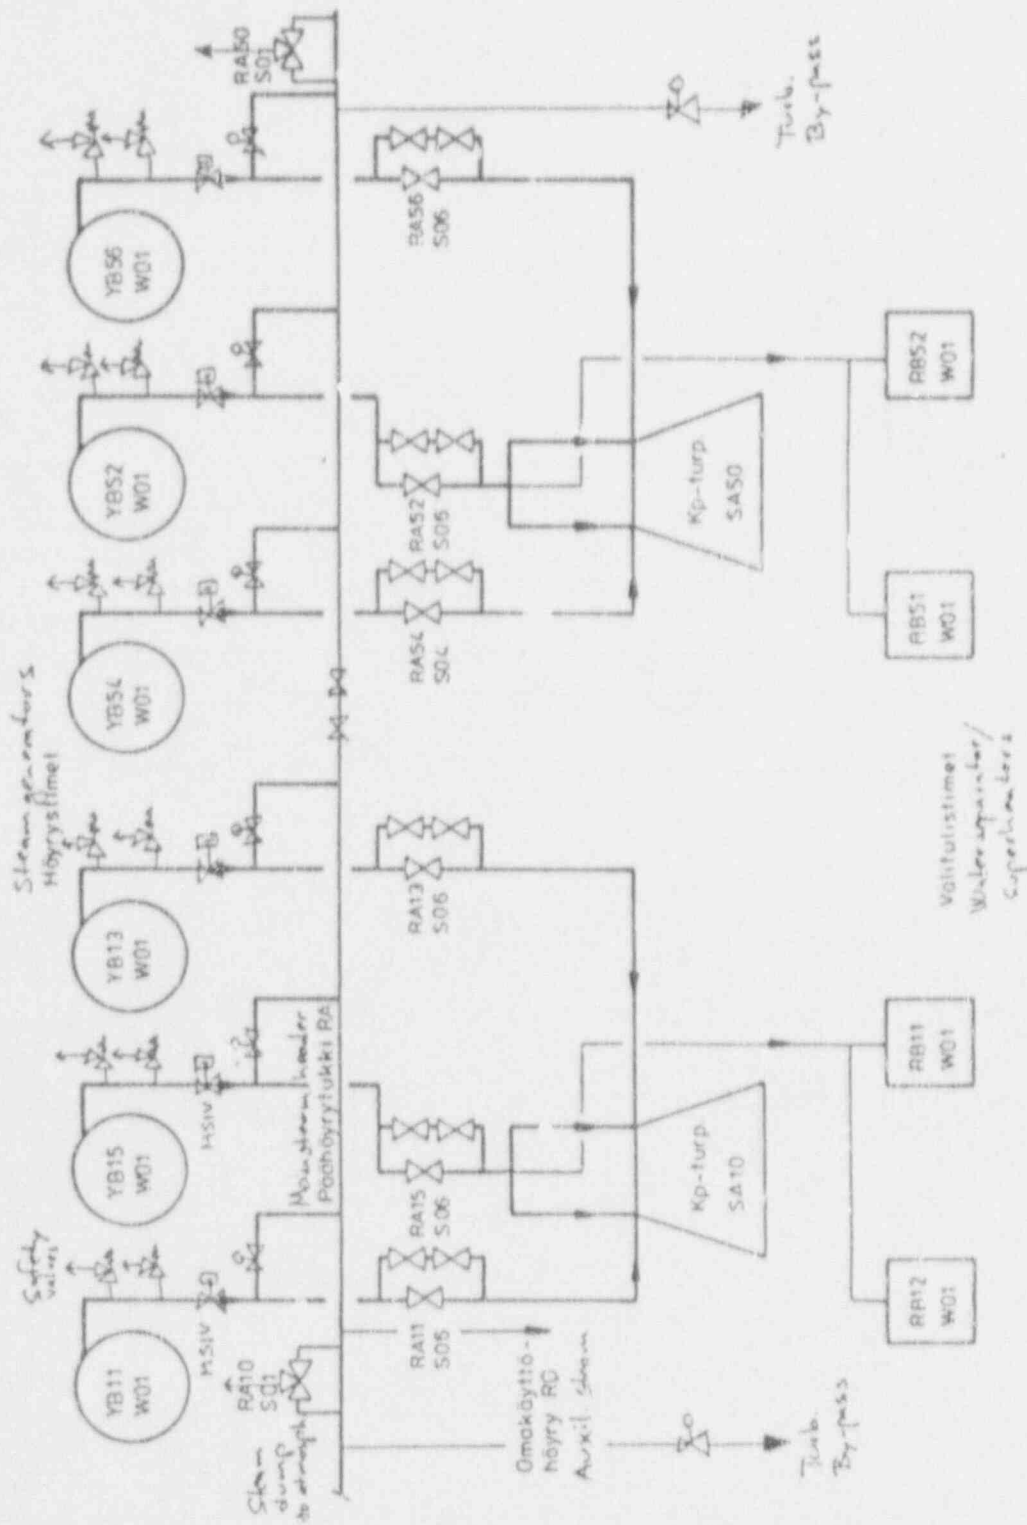 Steam generators
Höyrystimet
Safety
valves
YB11
W01
YB15
W01
YB13
W01
YB54
W01
YB52
W01
YB56
W01
MSIV
MSIV
RA10
S01
Steam
dump
to atmosph.
RA50
S01
Main steam header
Päähöyrytukki RA
RA11
S05
RA15
S06
RA13
S06
RA54
S04
RA52
S05
RA56
S06
Omakäyttö-
höyry RQ
Auxil. steam
Turb.
By-pass
Kp-turp.
SA10
Kp-turp.
SA50
Turb.
By-pass
RB12
W01
RB11
W01
Välitulistimet
Water separator/
Superheaters
RB51
W01
RB52
W01